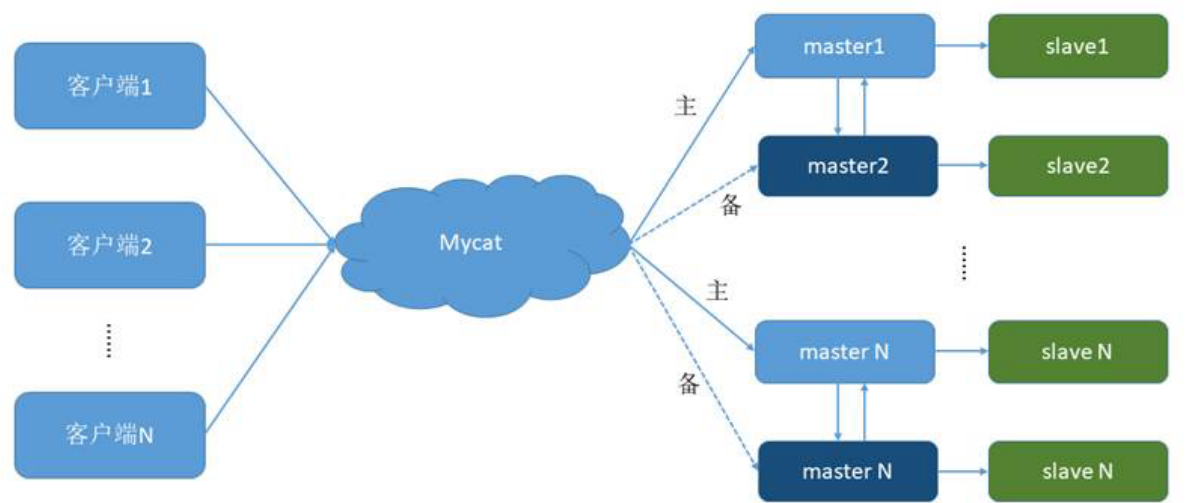 客户端1
客户端2
......
客户端N
Mycat
主
备
主
备
master1
slave1
master2
slave2
......
master N
slave N
master N
slave N